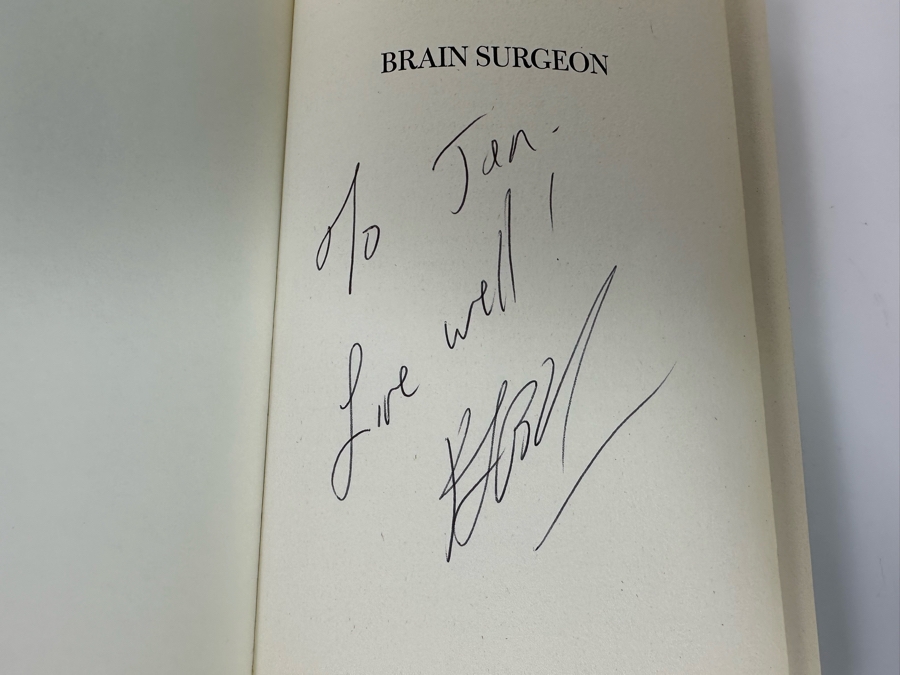 BRAIN SURGEON
To Jan.
Live well!